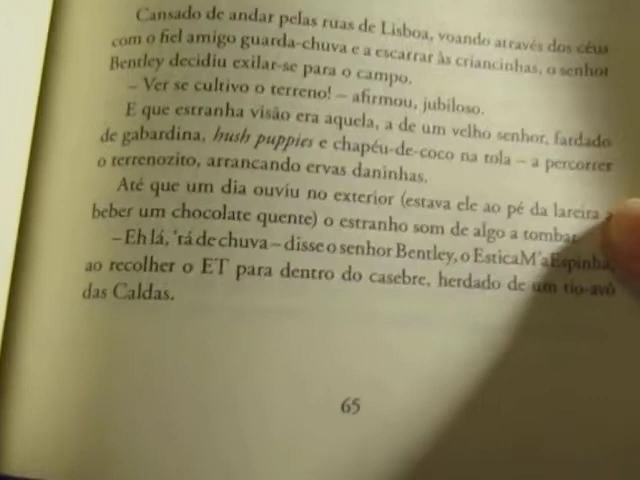 Cansado de andar pelas ruas de Lisboa, voando através dos céus
com o fiel amigo guarda-chuva e a escarrar às criancinhas, o senhor
Bentley decidiu exilar-se para o campo.
– Ver se cultivo o terreno! – afirmou, jubiloso.
E que estranha visão era aquela, a de um velho senhor, fardado
de gabardina, hush puppies e chapéu-de-coco na tola – a percorrer
o terrenozito, arrancando ervas daninhas.
Até que um dia ouviu no exterior (estava ele ao pé da lareira a
beber um chocolate quente) o estranho som de algo a tombar
– Eh lá, 'tá de chuva – disse o senhor Bentley, o EsticaM'aEspinha,
ao recolher o ET para dentro do casebre, herdado de um tio-avô
das Caldas.
65